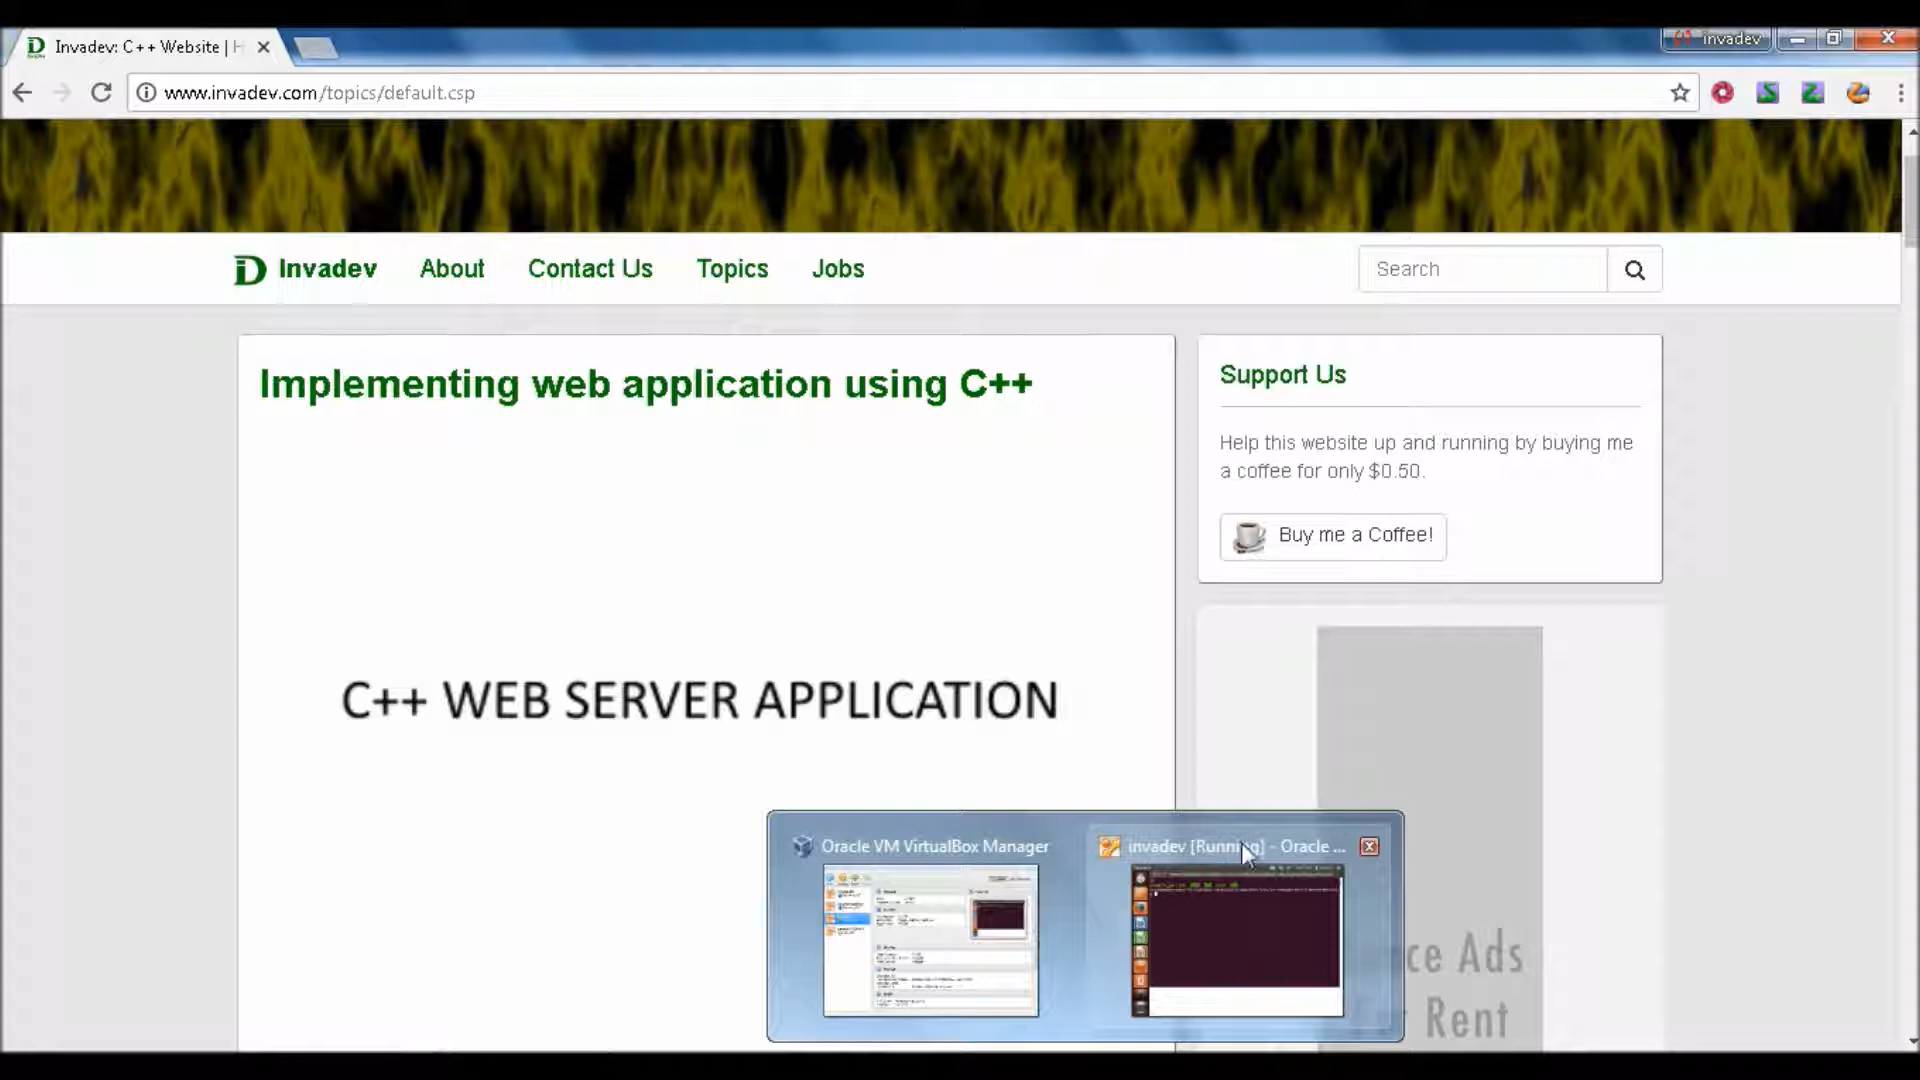 Invadev: C++ Website | H
invadev
www.invadev.com/topics/default.csp
Invadev About Contact Us Topics Jobs
Search
Implementing web application using C++
Support Us
Help this website up and running by buying me
a coffee for only $0.50.
Buy me a Coffee!
C++ WEB SERVER APPLICATION
Oracle VM VirtualBox Manager
invadev [Running] - Oracle ...
ce Ads
Rent